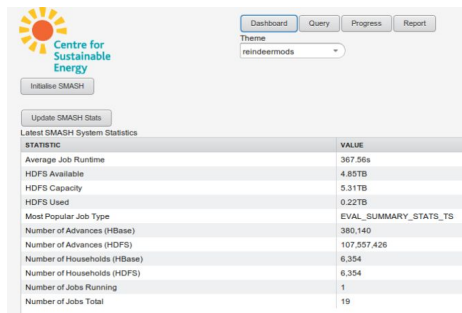 Centre for
Sustainable
Energy
Dashboard Query Progress Report
Theme
reindeermods
Initialise SMASH
Update SMASH Stats
Latest SMASH System Statistics
STATISTIC VALUE
Average Job Runtime 367.56s
HDFS Available 4.85TB
HDFS Capacity 5.31TB
HDFS Used 0.22TB
Most Popular Job Type EVAL_SUMMARY_STATS_TS
Number of Advances (HBase) 380,140
Number of Advances (HDFS) 107,557,426
Number of Households (HBase) 6,354
Number of Households (HDFS) 6,354
Number of Jobs Running 1
Number of Jobs Total 19